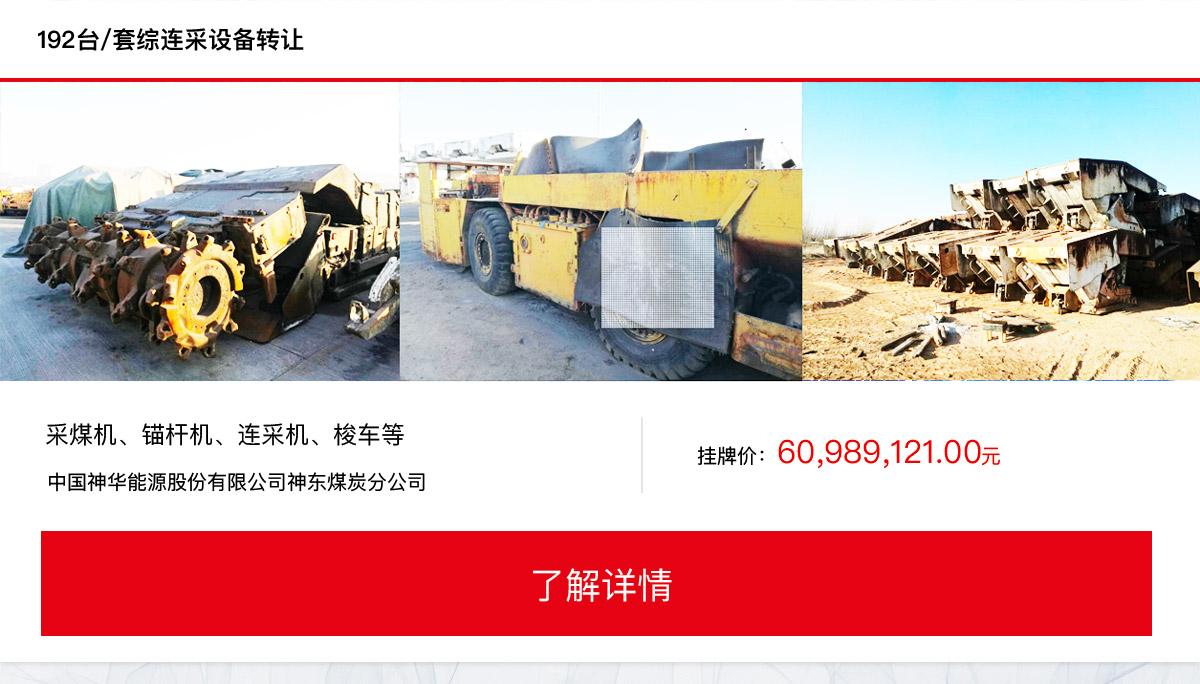 192台/套综连采设备转让
采煤机、锚杆机、连采机、梭车等
中国神华能源股份有限公司神东煤炭分公司
挂牌价：60,989,121.00元
了解详情